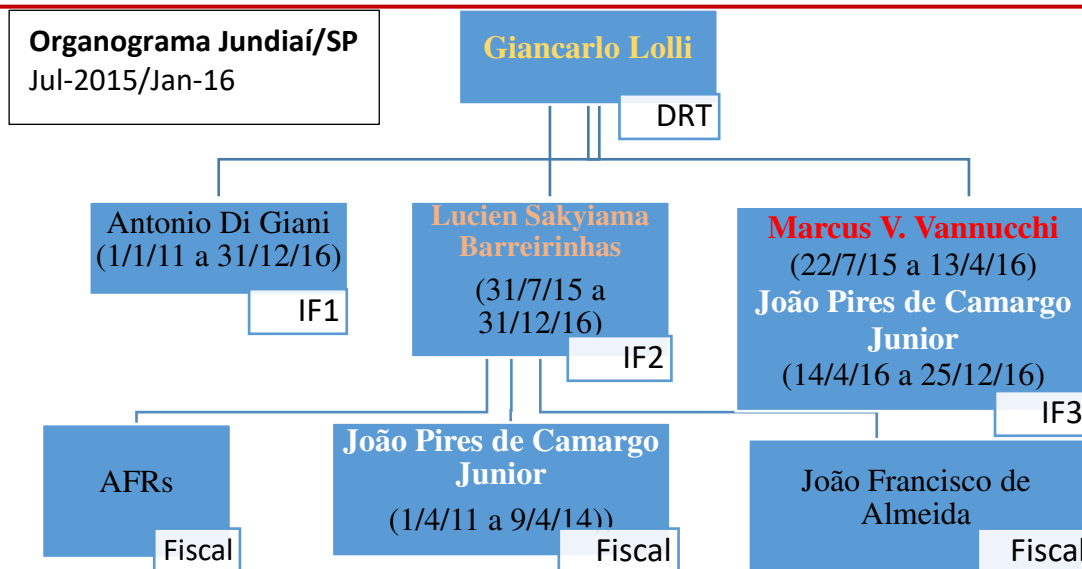 Organograma Jundiaí/SP
Jul-2015/Jan-16
Giancarlo Lolli
DRT
Antonio Di Giani
(1/1/11 a 31/12/16)
IF1
Lucien Sakyiama
Barreirinhas
(31/7/15 a
31/12/16)
IF2
Marcus V. Vannucchi
(22/7/15 a 13/4/16)
João Pires de Camargo
Junior
(14/4/16 a 25/12/16)
IF3
AFRs
Fiscal
João Pires de Camargo
Junior
(1/4/11 a 9/4/14))
Fiscal
João Francisco de
Almeida
Fiscal